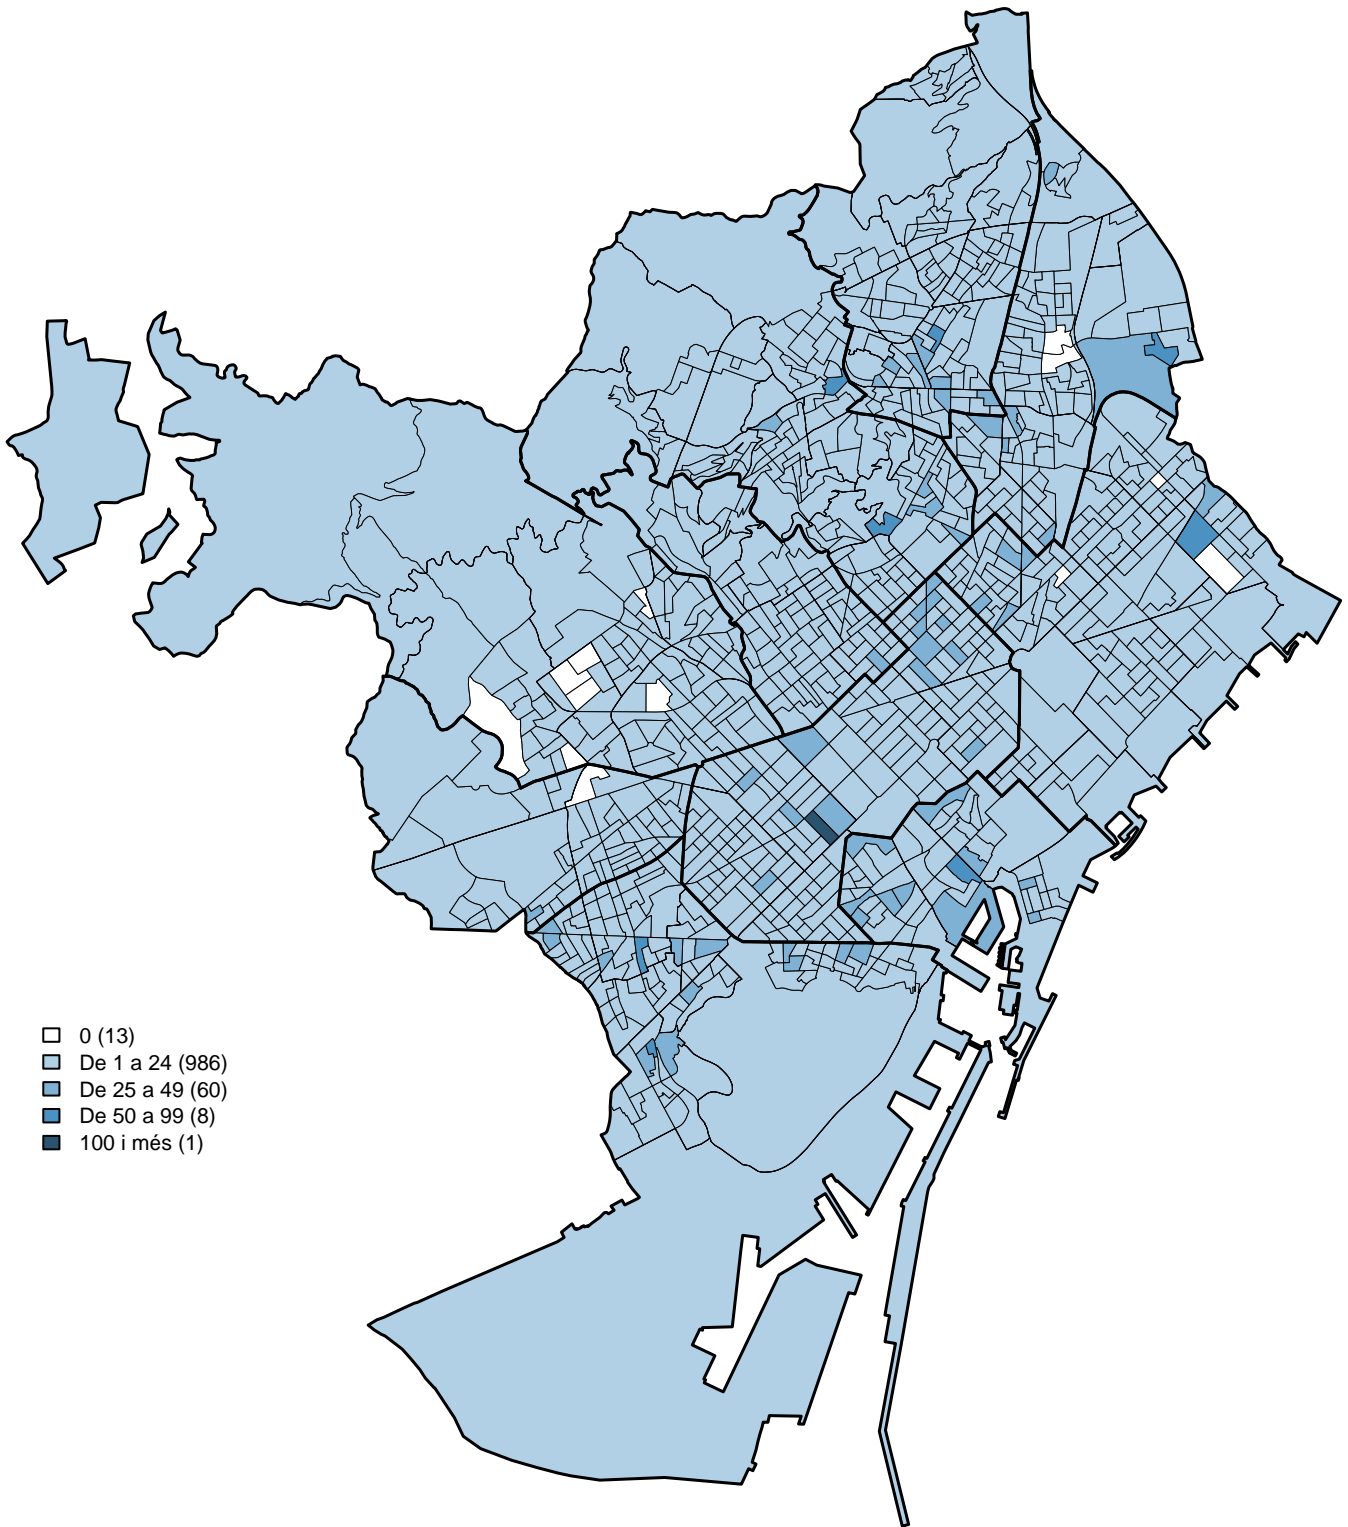 0 (13)
De 1 a 24 (986)
De 25 a 49 (60)
De 50 a 99 (8)
100 i més (1)